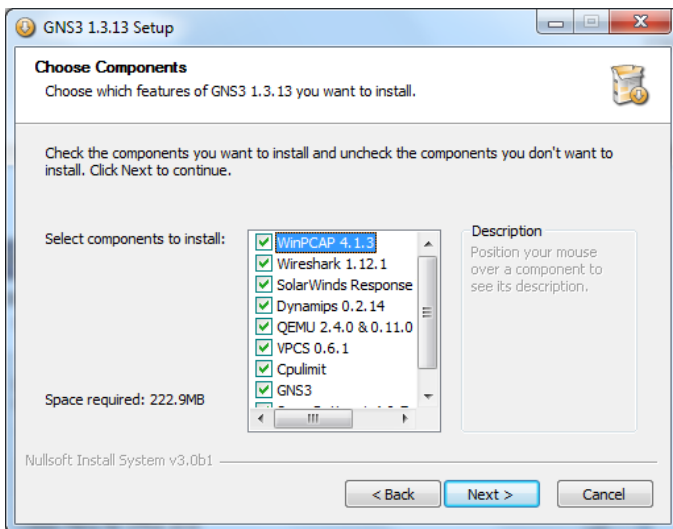 GNS3 1.3.13 Setup
Choose Components
Choose which features of GNS3 1.3.13 you want to install.
Check the components you want to install and uncheck the components you don't want to
install. Click Next to continue.
Select components to install:
WinPCAP 4.1.3
Wireshark 1.12.1
SolarWinds Response
Dynamips 0.2.14
QEMU 2.4.0 & 0.11.0
VPCS 0.6.1
Cpulimit
GNS3
Description
Position your mouse
over a component to
see its description.
Space required: 222.9MB
Nullsoft Install System v3.0b1
< Back
Next >
Cancel